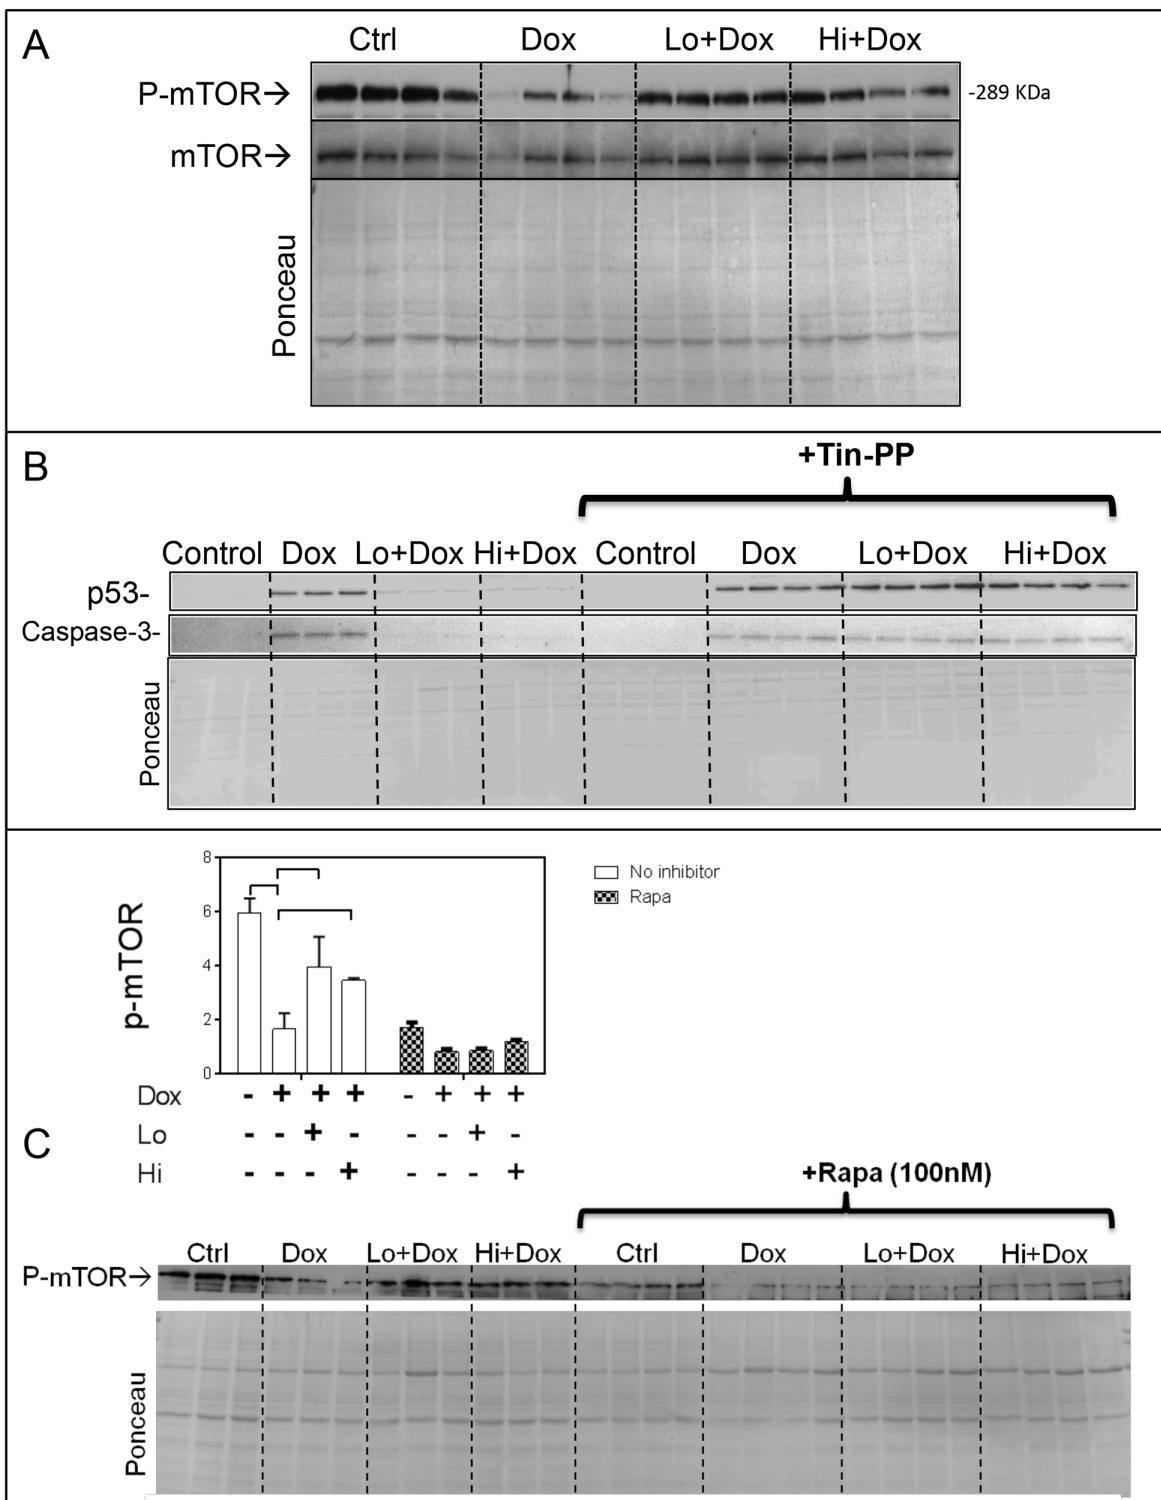 A
Ctrl Dox Lo+Dox Hi+Dox
P-mTOR→ -289 KDa
mTOR→
Ponceau
B
+Tin-PP
Control Dox Lo+Dox Hi+Dox Control Dox Lo+Dox Hi+Dox
p53-
Caspase-3-
Ponceau
8
6
4
2
0
p-mTOR
No inhibitor
Rapa
Dox - + + + - + + +
Lo - - + - - - + -
Hi - - - + - - - +
C
+Rapa (100nM)
Ctrl Dox Lo+Dox Hi+Dox Ctrl Dox Lo+Dox Hi+Dox
P-mTOR→
Ponceau